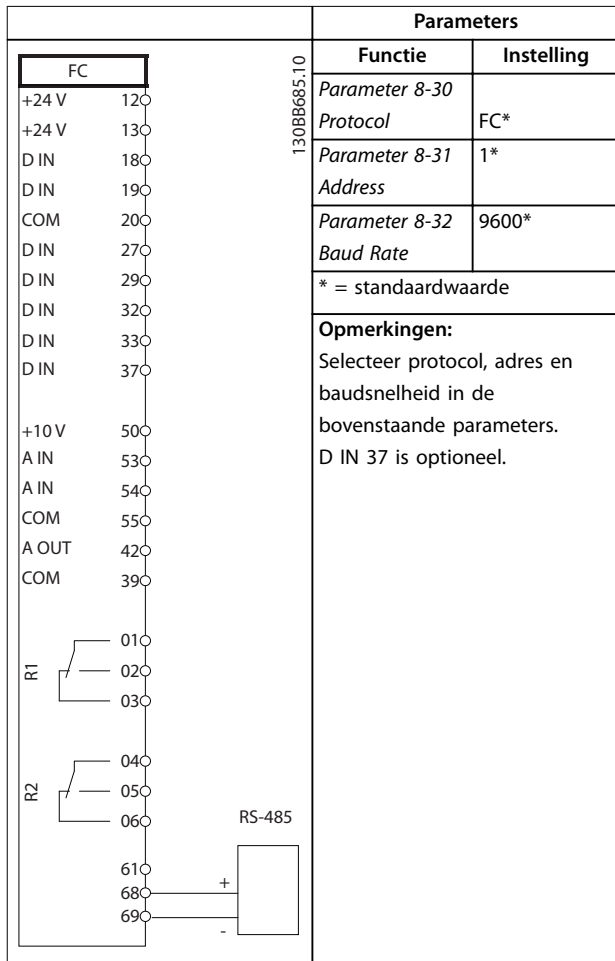 FC
+24 V 12
+24 V 13
D IN 18
D IN 19
COM 20
D IN 27
D IN 29
D IN 32
D IN 33
D IN 37
+10 V 50
A IN 53
A IN 54
COM 55
A OUT 42
COM 39
R1
01
02
03
R2
04
05
06
RS-485
61
68 +
69 -
130BB685.10
Parameters
Functie Instelling
Parameter 8-30
Protocol FC*
Parameter 8-31 1*
Address
Parameter 8-32 9600*
Baud Rate
* = standaardwaarde
Opmerkingen:
Selecteer protocol, adres en
baudsnelheid in de
bovenstaande parameters.
D IN 37 is optioneel.